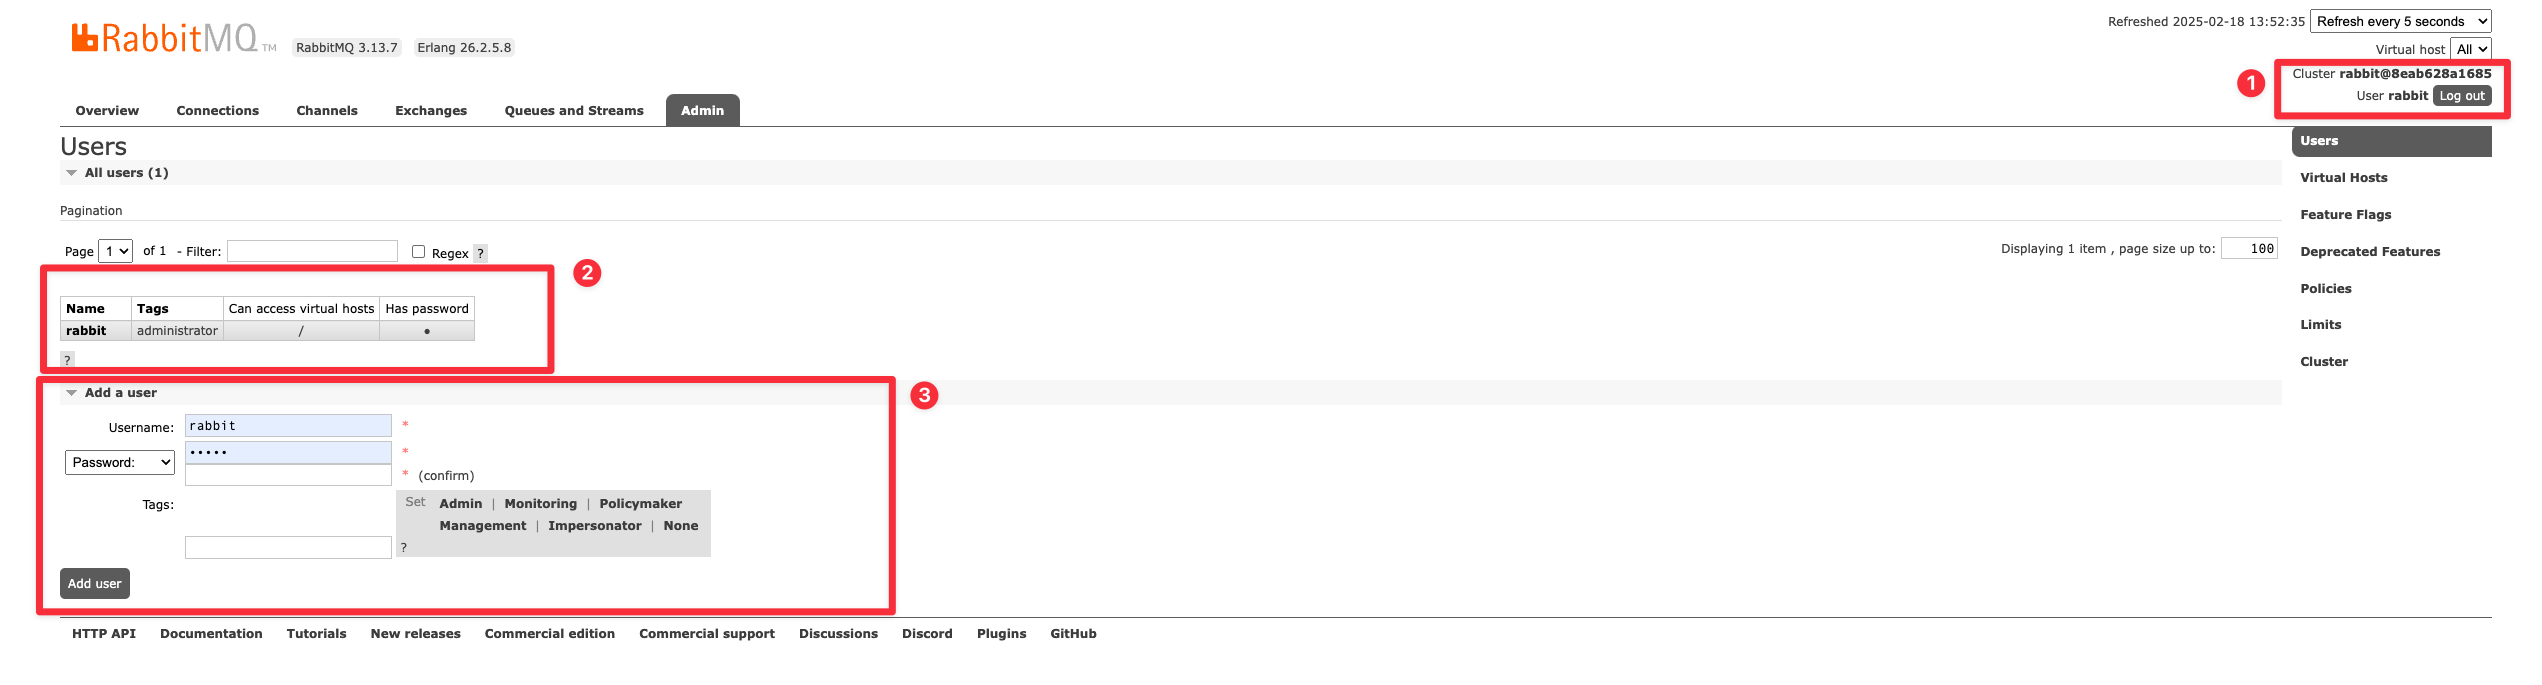 Refreshed 2025-02-18 13:52:35 Refresh every 5 seconds
RabbitMQ TM RabbitMQ 3.13.7 Erlang 26.2.5.8
Virtual host All
Cluster rabbit@8eab628a1685
1
User rabbit Log out
Overview Connections Channels Exchanges Queues and Streams Admin
Users
All users (1)
Pagination
Page 1 of 1 - Filter: Regex ?
Displaying 1 item , page size up to: 100
2
Name Tags Can access virtual hosts Has password
rabbit administrator / •
?
Add a user
3
Username: rabbit *
Password: ••••• *
* (confirm)
Tags:
Set Admin | Monitoring | Policymaker
Management | Impersonator | None
?
Add user
Users
Virtual Hosts
Feature Flags
Deprecated Features
Policies
Limits
Cluster
HTTP API Documentation Tutorials New releases Commercial edition Commercial support Discussions Discord Plugins GitHub